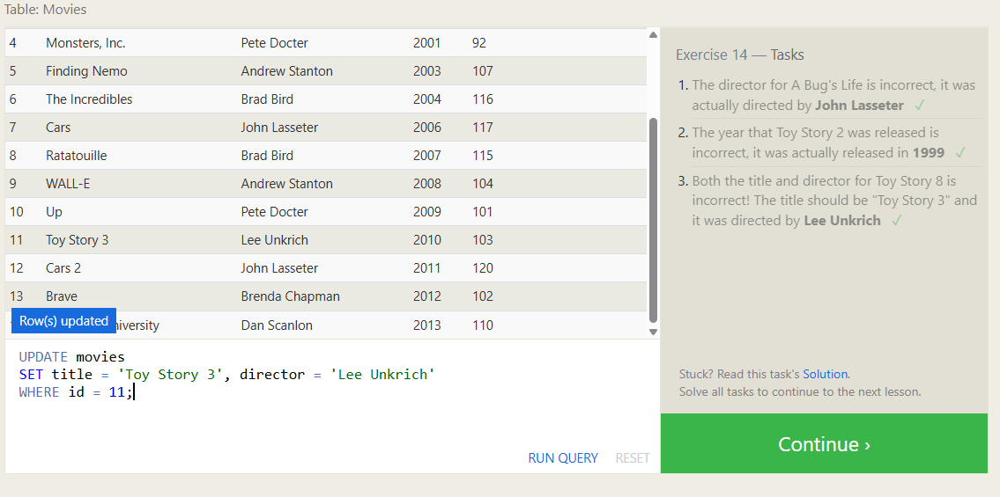 Table: Movies
4 Monsters, Inc. Pete Docter 2001 92
5 Finding Nemo Andrew Stanton 2003 107
6 The Incredibles Brad Bird 2004 116
7 Cars John Lasseter 2006 117
8 Ratatouille Brad Bird 2007 115
9 WALL-E Andrew Stanton 2008 104
10 Up Pete Docter 2009 101
11 Toy Story 3 Lee Unkrich 2010 103
12 Cars 2 John Lasseter 2011 120
13 Brave Brenda Chapman 2012 102
Row(s) updated
Dan Scanlon 2013 110
UPDATE movies
SET title = 'Toy Story 3', director = 'Lee Unkrich'
WHERE id = 11;
RUN QUERY RESET
Exercise 14 — Tasks
1. The director for A Bug's Life is incorrect, it was
actually directed by John Lasseter ✓
2. The year that Toy Story 2 was released is
incorrect, it was actually released in 1999 ✓
3. Both the title and director for Toy Story 8 is
incorrect! The title should be "Toy Story 3" and
it was directed by Lee Unkrich ✓
Stuck? Read this task's Solution.
Solve all tasks to continue to the next lesson.
Continue ›